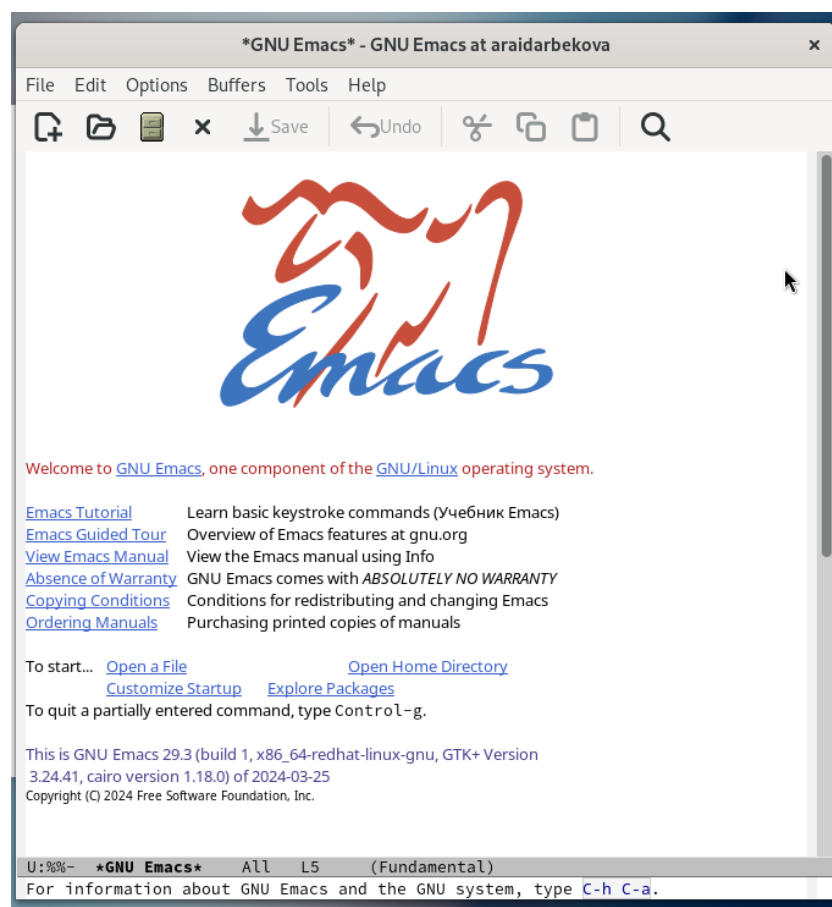 *GNU Emacs* - GNU Emacs at araidarbekova
File Edit Options Buffers Tools Help
Save Undo
Emacs
Welcome to GNU Emacs, one component of the GNU/Linux operating system.
Emacs Tutorial Learn basic keystroke commands (Учебник Emacs)
Emacs Guided Tour Overview of Emacs features at gnu.org
View Emacs Manual View the Emacs manual using Info
Absence of Warranty GNU Emacs comes with ABSOLUTELY NO WARRANTY
Copying Conditions Conditions for redistributing and changing Emacs
Ordering Manuals Purchasing printed copies of manuals
To start... Open a File Open Home Directory
Customize Startup Explore Packages
To quit a partially entered command, type Control-g.
This is GNU Emacs 29.3 (build 1, x86_64-redhat-linux-gnu, GTK+ Version
3.24.41, cairo version 1.18.0) of 2024-03-25
Copyright (C) 2024 Free Software Foundation, Inc.
U:%%- *GNU Emacs* All L5 (Fundamental)
For information about GNU Emacs and the GNU system, type C-h C-a.